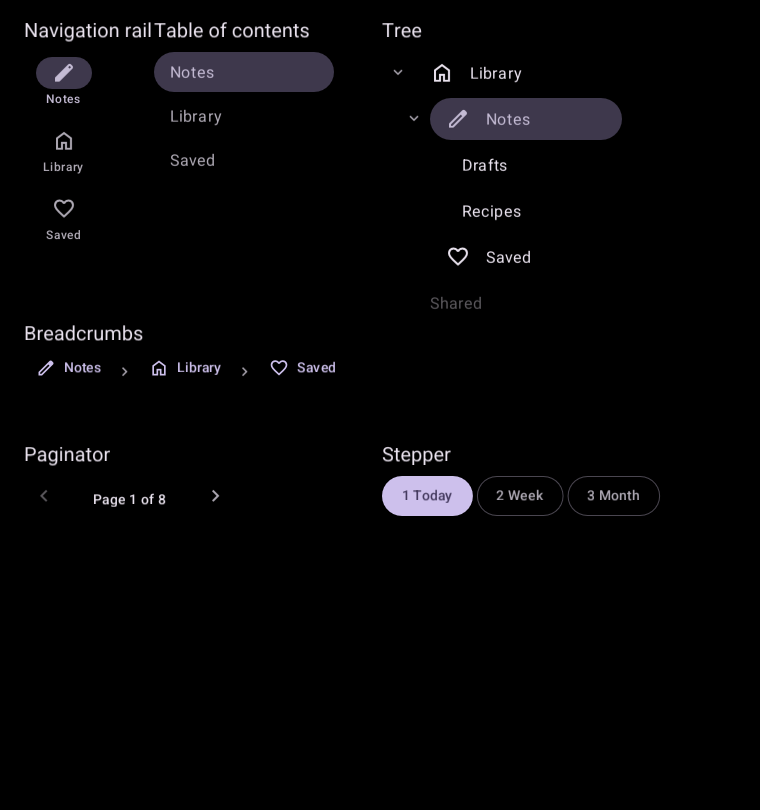 Navigation rail
Notes
Library
Saved
Table of contents
Notes
Library
Saved
Tree
Library
Notes
Drafts
Recipes
Saved
Shared
Breadcrumbs
Notes Library Saved
Paginator
Page 1 of 8
Stepper
1 Today 2 Week 3 Month